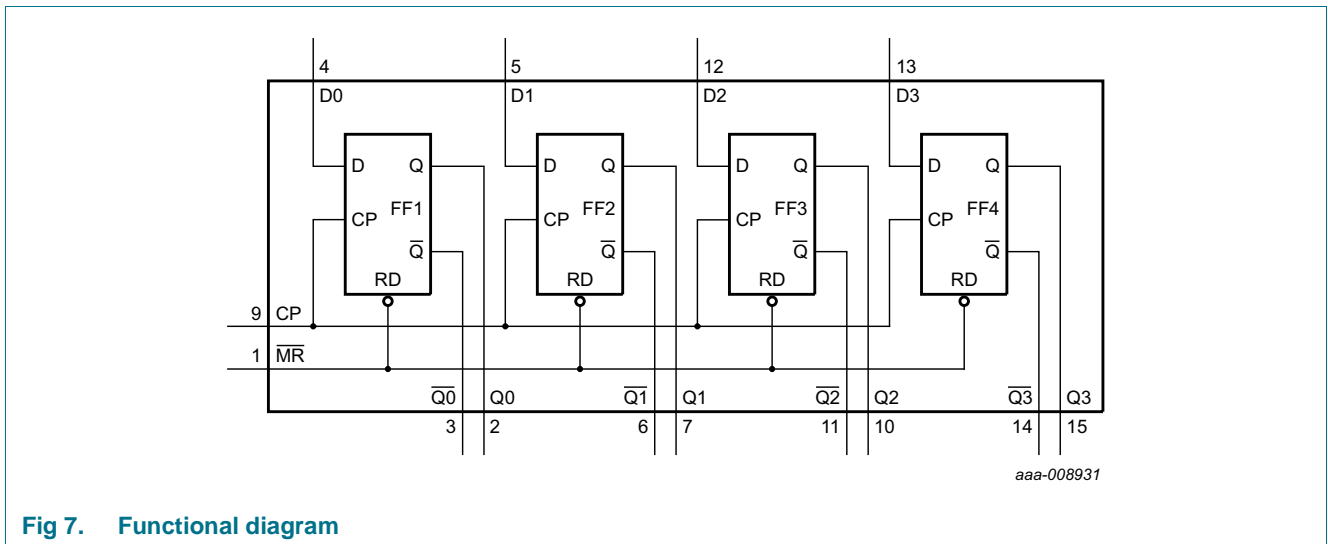 4 5 12 13
D0 D1 D2 D3
D Q D Q D Q D Q
FF1 FF2 FF3 FF4
CP CP CP CP
Q̅ Q̅ Q̅ Q̅
RD RD RD RD
9 CP
1 M̅R̅
Q̅0̅ Q0 Q̅1̅ Q1 Q̅2̅ Q2 Q̅3̅ Q3
3 2 6 7 11 10 14 15
aaa-008931
Fig 7. Functional diagram